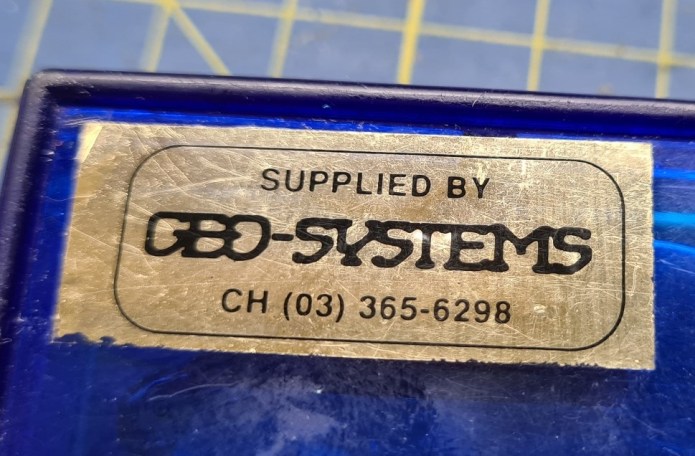 SUPPLIED BY
GEO-SYSTEMS
CH (03) 365-6298